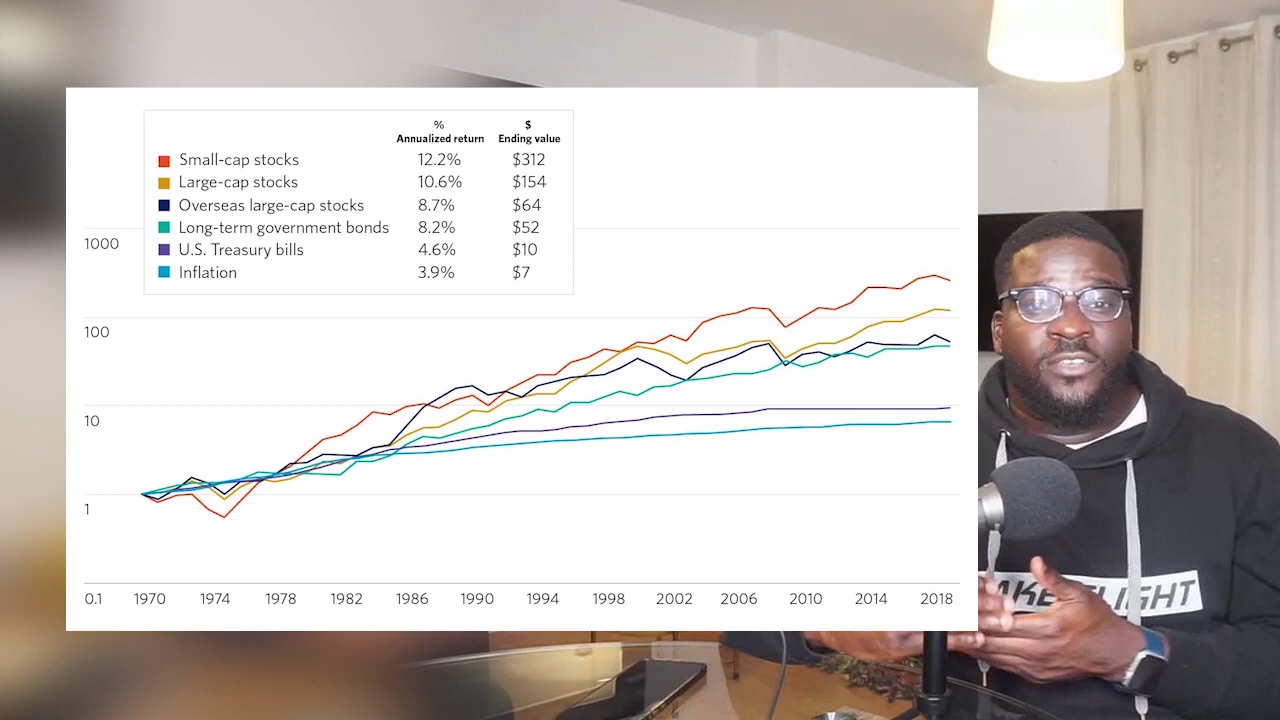 % $
Annualized return Ending value
Small-cap stocks 12.2% $312
Large-cap stocks 10.6% $154
Overseas large-cap stocks 8.7% $64
Long-term government bonds 8.2% $52
U.S. Treasury bills 4.6% $10
Inflation 3.9% $7
1000
100
10
1
0.1 1970 1974 1978 1982 1986 1990 1994 1998 2002 2006 2010 2014 2018